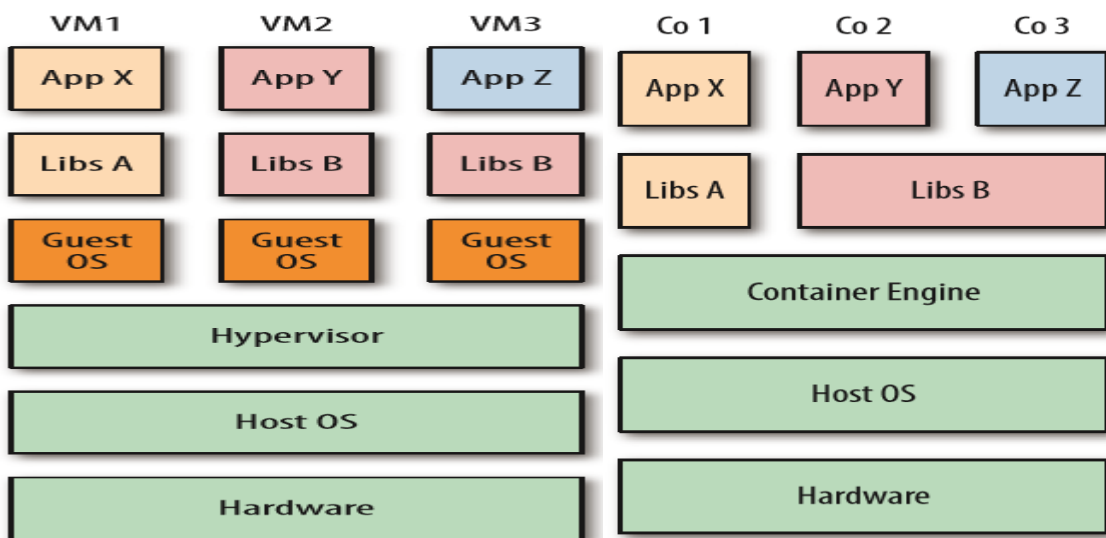 VM1 VM2 VM3
App X App Y App Z
Libs A Libs B Libs B
Guest OS Guest OS Guest OS
Hypervisor
Host OS
Hardware
Co 1 Co 2 Co 3
App X App Y App Z
Libs A Libs B
Container Engine
Host OS
Hardware